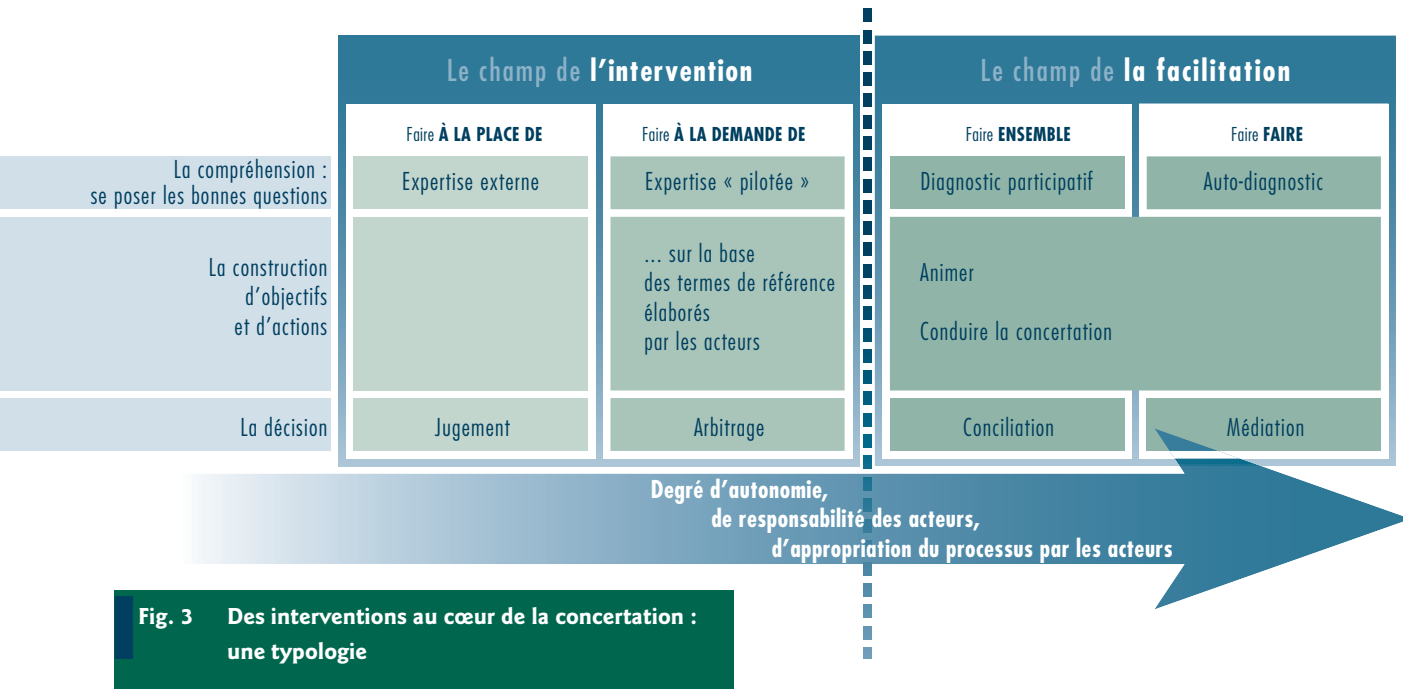 Le champ de l'intervention
Le champ de la facilitation
Faire À LA PLACE DE
Faire À LA DEMANDE DE
Faire ENSEMBLE
Faire FAIRE
La compréhension :
se poser les bonnes questions
Expertise externe
Expertise « pilotée »
Diagnostic participatif
Auto-diagnostic
La construction
d'objectifs
et d'actions
... sur la base
des termes de référence
élaborés
par les acteurs
Animer
Conduire la concertation
La décision
Jugement
Arbitrage
Conciliation
Médiation
Degré d'autonomie,
de responsabilité des acteurs,
d'appropriation du processus par les acteurs
Fig. 3 Des interventions au cœur de la concertation :
une typologie